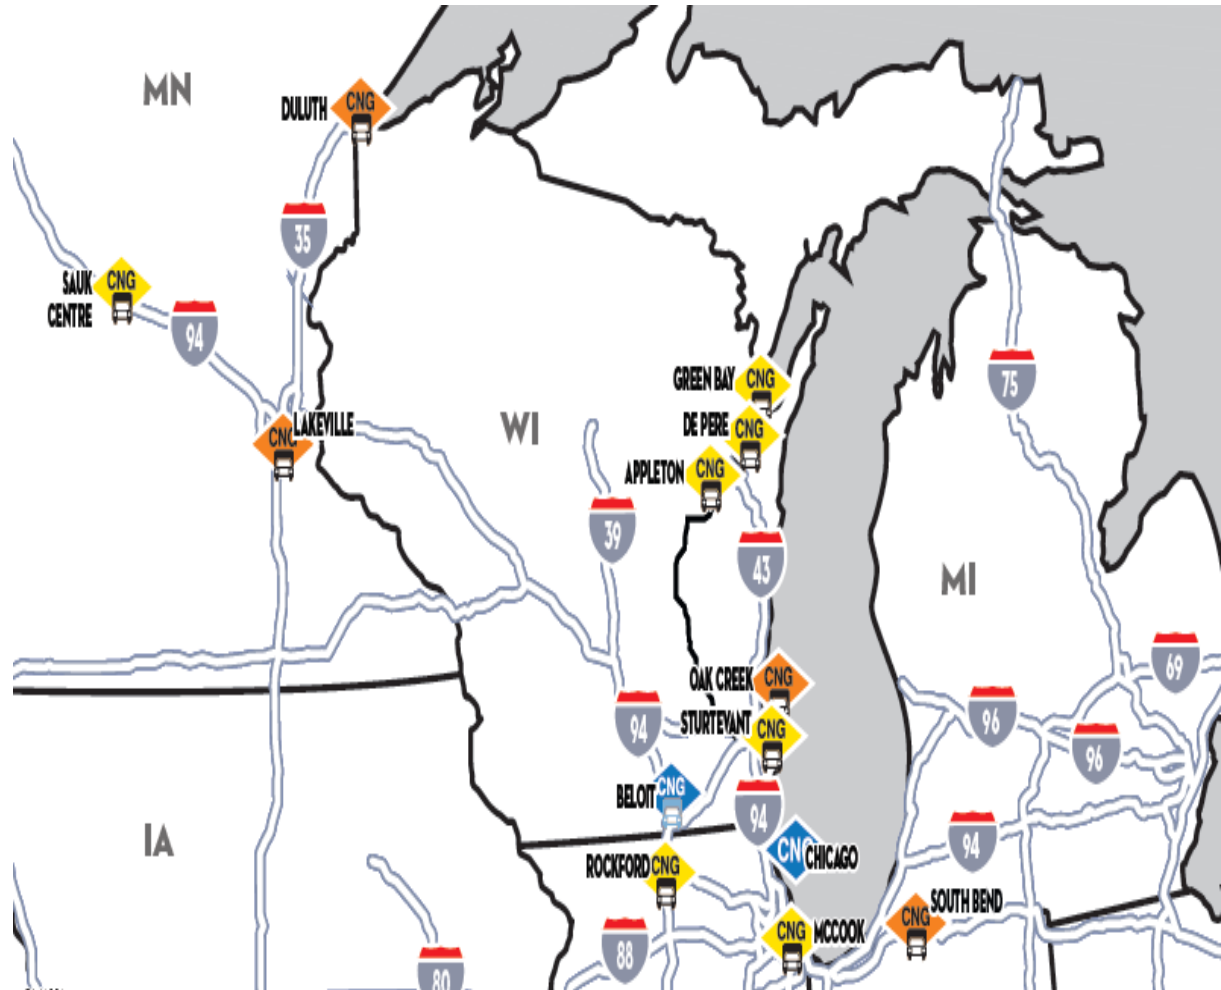 MN
CNG
DULUTH
35
SAUK
CENTRE
CNG
94
LAKEVILLE
CNG
WI
GREEN BAY
CNG
DE PERE
CNG
APPLETON
CNG
75
39
43
MI
69
OAK CREEK
CNG
STURTEVANT
CNG
94
96
96
BELOIT
CNG
94
94
IA
CNG
CHICAGO
ROCKFORD
CNG
SOUTH BEND
CNG
MCCOOK
CNG
88
80